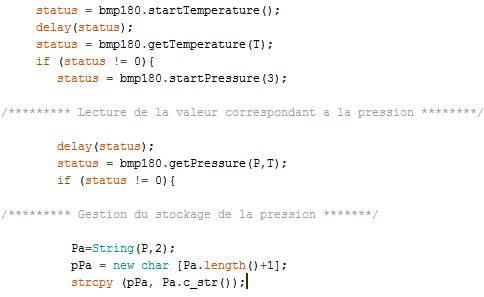 status = bmp180.startTemperature();
delay(status);
status = bmp180.getTemperature(T);
if (status != 0){
status = bmp180.startPressure(3);
/********* Lecture de la valeur correspondant a la pression ********/
delay(status);
status = bmp180.getPressure(P,T);
if (status != 0){
/********* Gestion du stockage de la pression *******/
Pa=String(P,2);
pPa = new char [Pa.length()+1];
strcpy (pPa, Pa.c_str());